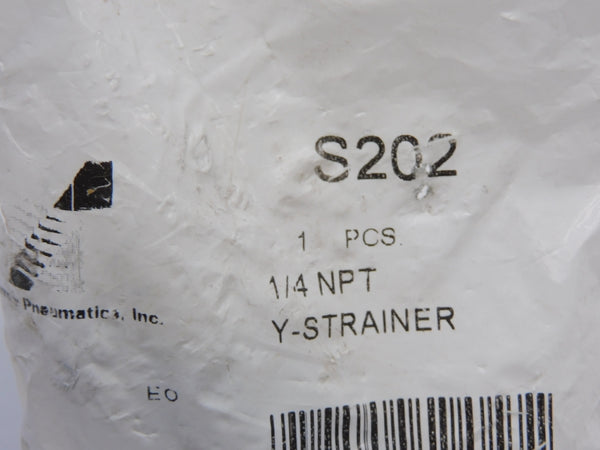 S202
1 PCS.
1/4 NPT
Y-STRAINER
Pneumatics, Inc.
EO